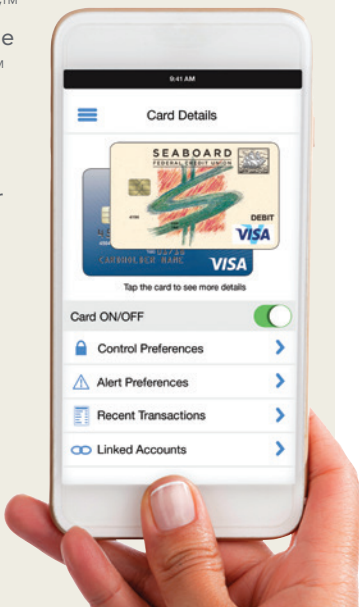 ™
e
M
9:41 AM
Card Details
SEABOARD
FEDERAL CREDIT UNION
DEBIT
VISA
CARDHOLDER NAME
VISA
Tap the card to see more details
Card ON/OFF
Control Preferences
Alert Preferences
Recent Transactions
Linked Accounts